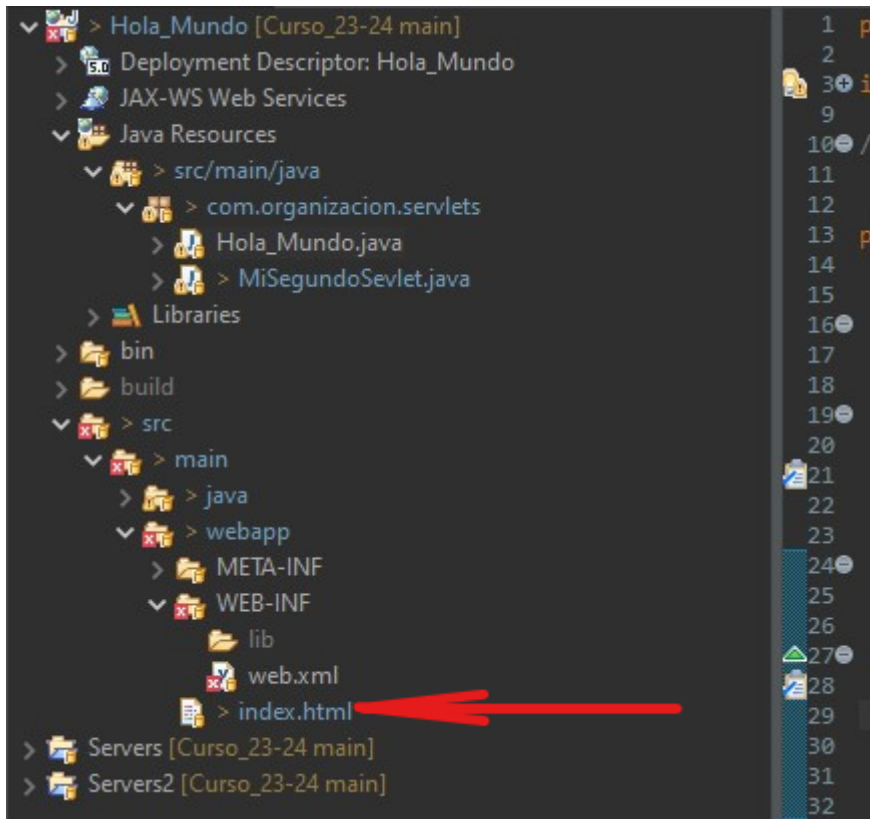 > Hola_Mundo [Curso_23-24 main]
> Deployment Descriptor: Hola_Mundo
5.0
> JAX-WS Web Services
Java Resources
> src/main/java
> com.organizacion.servlets
> Hola_Mundo.java
> > MiSegundoSevlet.java
> Libraries
> bin
> build
> src
> main
> > java
> webapp
> META-INF
WEB-INF
lib
web.xml
> index.html
> Servers [Curso_23-24 main]
> Servers2 [Curso_23-24 main]
1 p
2
3 i
9
10 /
11
12
13 p
14
15
16
17
18
19
20
21
22
23
24
25
26
27
28
29
30
31
32